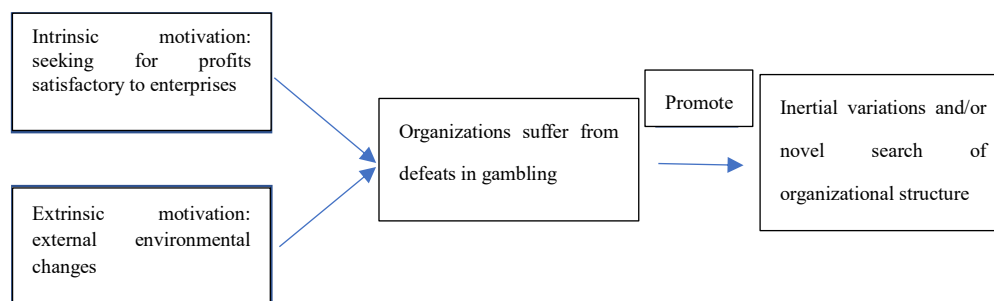 Intrinsic motivation:
seeking for profits
satisfactory to enterprises
Extrinsic motivation:
external environmental
changes
Organizations suffer from
defeats in gambling
Promote
Inertial variations and/or
novel search of
organizational structure